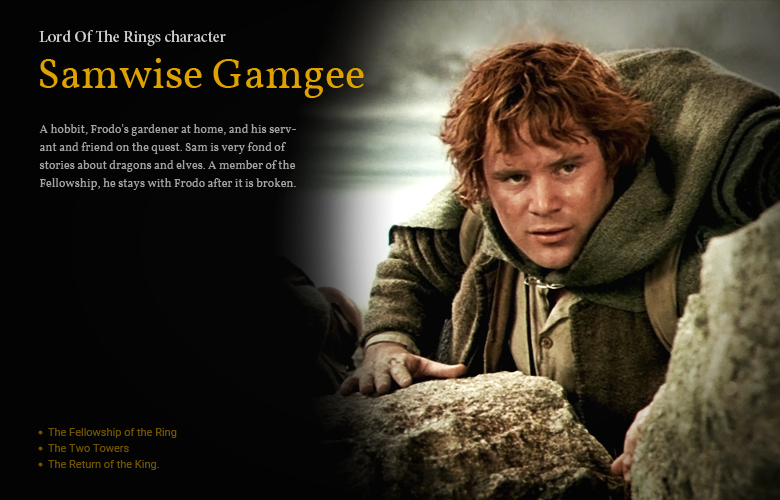 Lord Of The Rings character
Samwise Gamgee
A hobbit, Frodo's gardener at home, and his serv-
ant and friend on the quest. Sam is very fond of
stories about dragons and elves. A member of the
Fellowship, he stays with Frodo after it is broken.
• The Fellowship of the Ring
• The Two Towers
• The Return of the King.